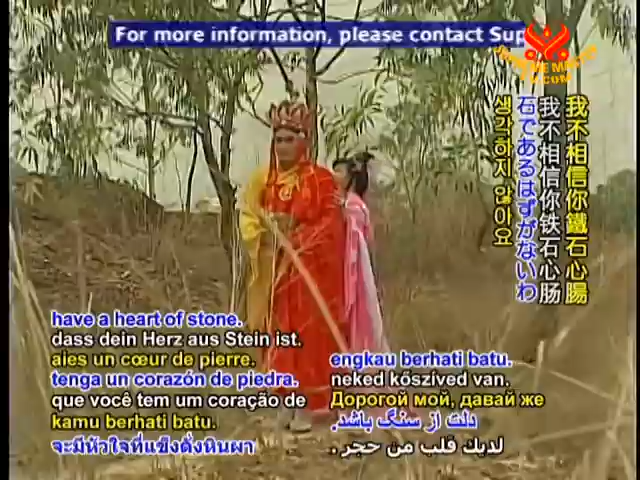 For more information, please contact Sup
SUPREME MASTER
TV.COM
我不相信你鐵石心腸
我不相信你铁石心肠
石であるはずがないわ
생각하지 않아요
have a heart of stone.
dass dein Herz aus Stein ist.
aies un cœur de pierre.
tenga un corazón de piedra.
que você tem um coração de
kamu berhati batu.
จะมีหัวใจที่แข็งดั่งหินผา
engkau berhati batu.
neked kőszíved van.
Дорогой мой, давай же
دلت از سنگ باشد.
لديك قلب من حجر .